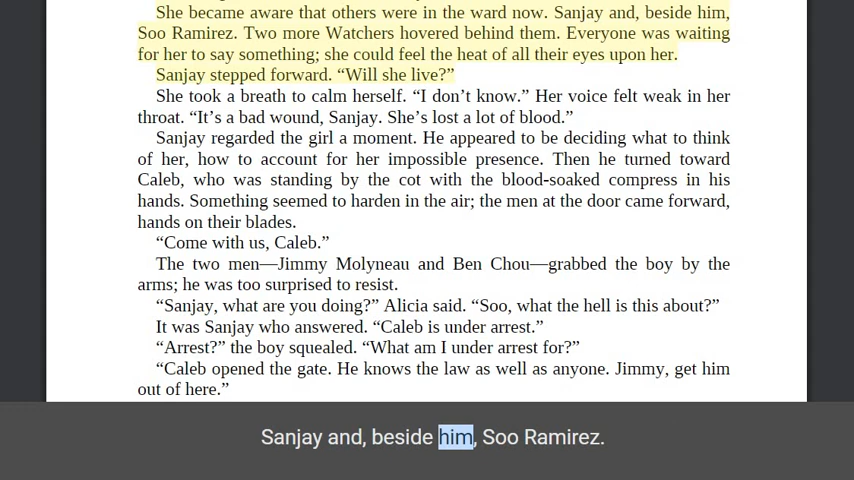 She became aware that others were in the ward now. Sanjay and, beside him,
Soo Ramirez. Two more Watchers hovered behind them. Everyone was waiting
for her to say something; she could feel the heat of all their eyes upon her.
Sanjay stepped forward. “Will she live?”
She took a breath to calm herself. “I don’t know.” Her voice felt weak in her
throat. “It’s a bad wound, Sanjay. She’s lost a lot of blood.”
Sanjay regarded the girl a moment. He appeared to be deciding what to think
of her, how to account for her impossible presence. Then he turned toward
Caleb, who was standing by the cot with the blood-soaked compress in his
hands. Something seemed to harden in the air; the men at the door came forward,
hands on their blades.
“Come with us, Caleb.”
The two men—Jimmy Molyneau and Ben Chou—grabbed the boy by the
arms; he was too surprised to resist.
“Sanjay, what are you doing?” Alicia said. “Soo, what the hell is this about?”
It was Sanjay who answered. “Caleb is under arrest.”
“Arrest?” the boy squealed. “What am I under arrest for?”
“Caleb opened the gate. He knows the law as well as anyone. Jimmy, get him
out of here.”
Sanjay and, beside him, Soo Ramirez.